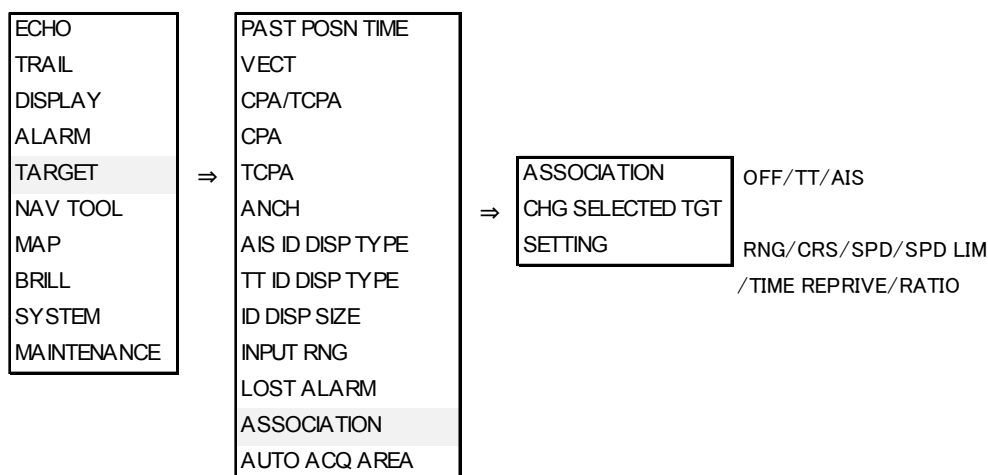 ECHO
TRAIL
DISPLAY
ALARM
TARGET
NAV TOOL
MAP
BRILL
SYSTEM
MAINTENANCE
⇒
PAST POSN TIME
VECT
CPA/TCPA
CPA
TCPA
ANCH
AIS ID DISP TYPE
TT ID DISP TYPE
ID DISP SIZE
INPUT RNG
LOST ALARM
ASSOCIATION
AUTO ACQ AREA
⇒
ASSOCIATION
CHG SELECTED TGT
SETTING
OFF/TT/AIS
RNG/CRS/SPD/SPD LIM
/TIME REPRIVE/RATIO